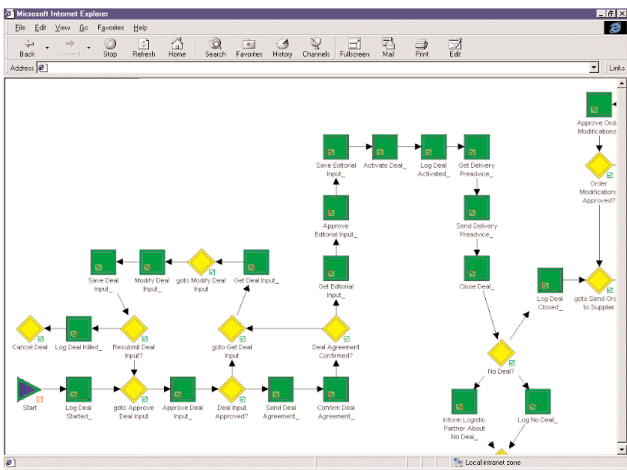 Microsoft Internet Explorer
File Edit View Go Favorites Help
Back Forward Stop Refresh Home Search Favorites History Channels Fullscreen Mail Print Edit
Address Links
Approve Ord
Modifications
Save Editorial
Input_
Activate Deal_
Log Deal
Activated_
Get Delivery
Preadvice_
Order
Modifications
Approved?
Approve
Editorial Input_
Send Delivery
Preadvice_
Save Deal
Input_
Modify Deal
Input_
goto Modify Deal
Input
Get Deal Input_
Get Editorial
Input_
Close Deal_
Log Deal
Closed_
goto Send Ord
to Supplier
Cancel Deal
Log Deal Killed_
Resubmit Deal
Input?
goto Get Deal
Input
Deal Agreement
Confirmed?
No Deal?
Start
Log Deal
Started_
goto Approve
Deal Input
Approve Deal
Input_
Deal Input
Approved?
Send Deal
Agreement_
Confirm Deal
Agreement_
Inform Logistic
Partner About
No Deal_
Log No Deal_
Local intranet zone